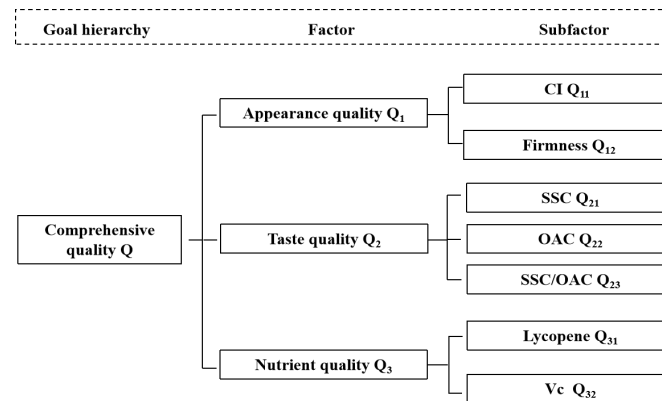 Goal hierarchy Factor Subfactor
CI Q₁₁
Appearance quality Q₁
Firmness Q₁₂
SSC Q₂₁
Comprehensive
quality Q
Taste quality Q₂
OAC Q₂₂
SSC/OAC Q₂₃
Lycopene Q₃₁
Nutrient quality Q₃
Vc Q₃₂